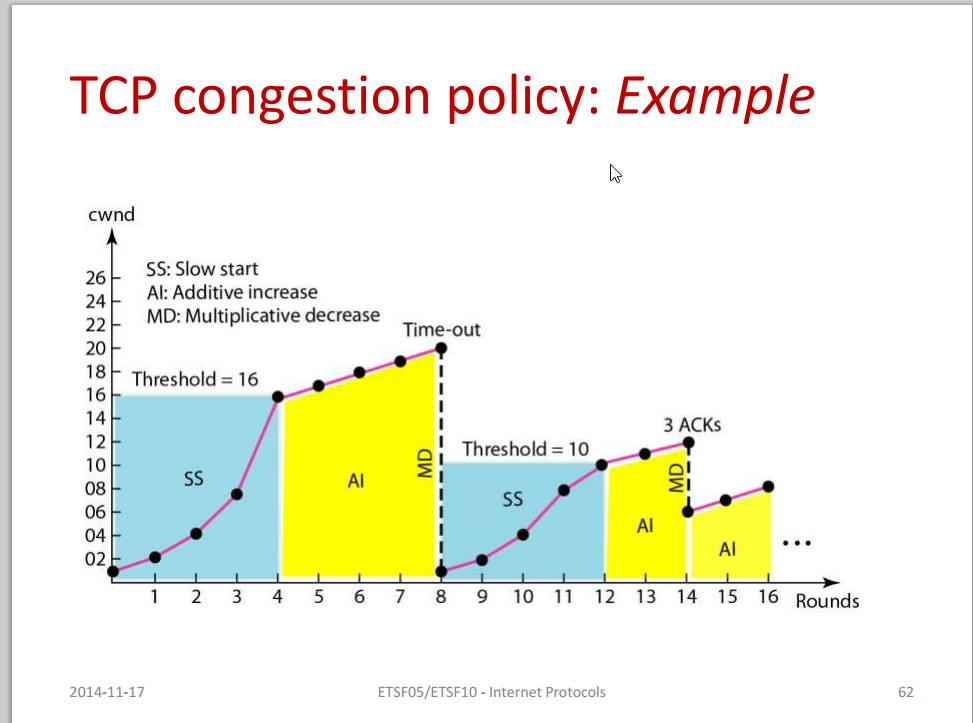 TCP congestion policy: Example
cwnd
SS: Slow start
AI: Additive increase
MD: Multiplicative decrease
Time-out
Threshold = 16
26
24
22
20
18
16
14
12
10
08
06
04
02
SS
AI
MD
Threshold = 10
SS
3 ACKs
MD
AI
AI
...
1 2 3 4 5 6 7 8 9 10 11 12 13 14 15 16 Rounds
2014-11-17 ETSF05/ETSF10 - Internet Protocols 62